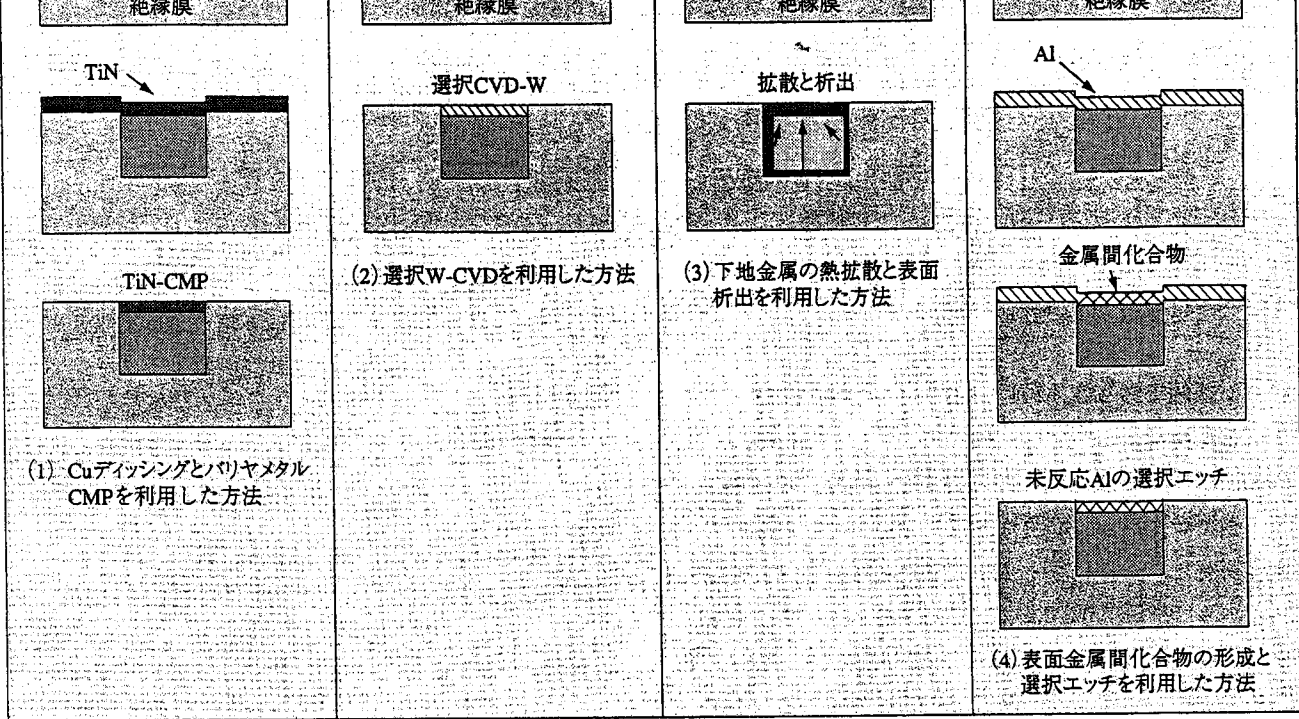 絶縁膜
絶縁膜
絶縁膜
絶縁膜
TiN
TiN-CMP
(1) Cuディッシングとバリヤメタル
CMPを利用した方法
選択CVD-W
(2) 選択W-CVDを利用した方法
拡散と析出
(3) 下地金属の熱拡散と表面
析出を利用した方法
Al
金属間化合物
未反応Alの選択エッチ
(4) 表面金属間化合物の形成と
選択エッチを利用した方法